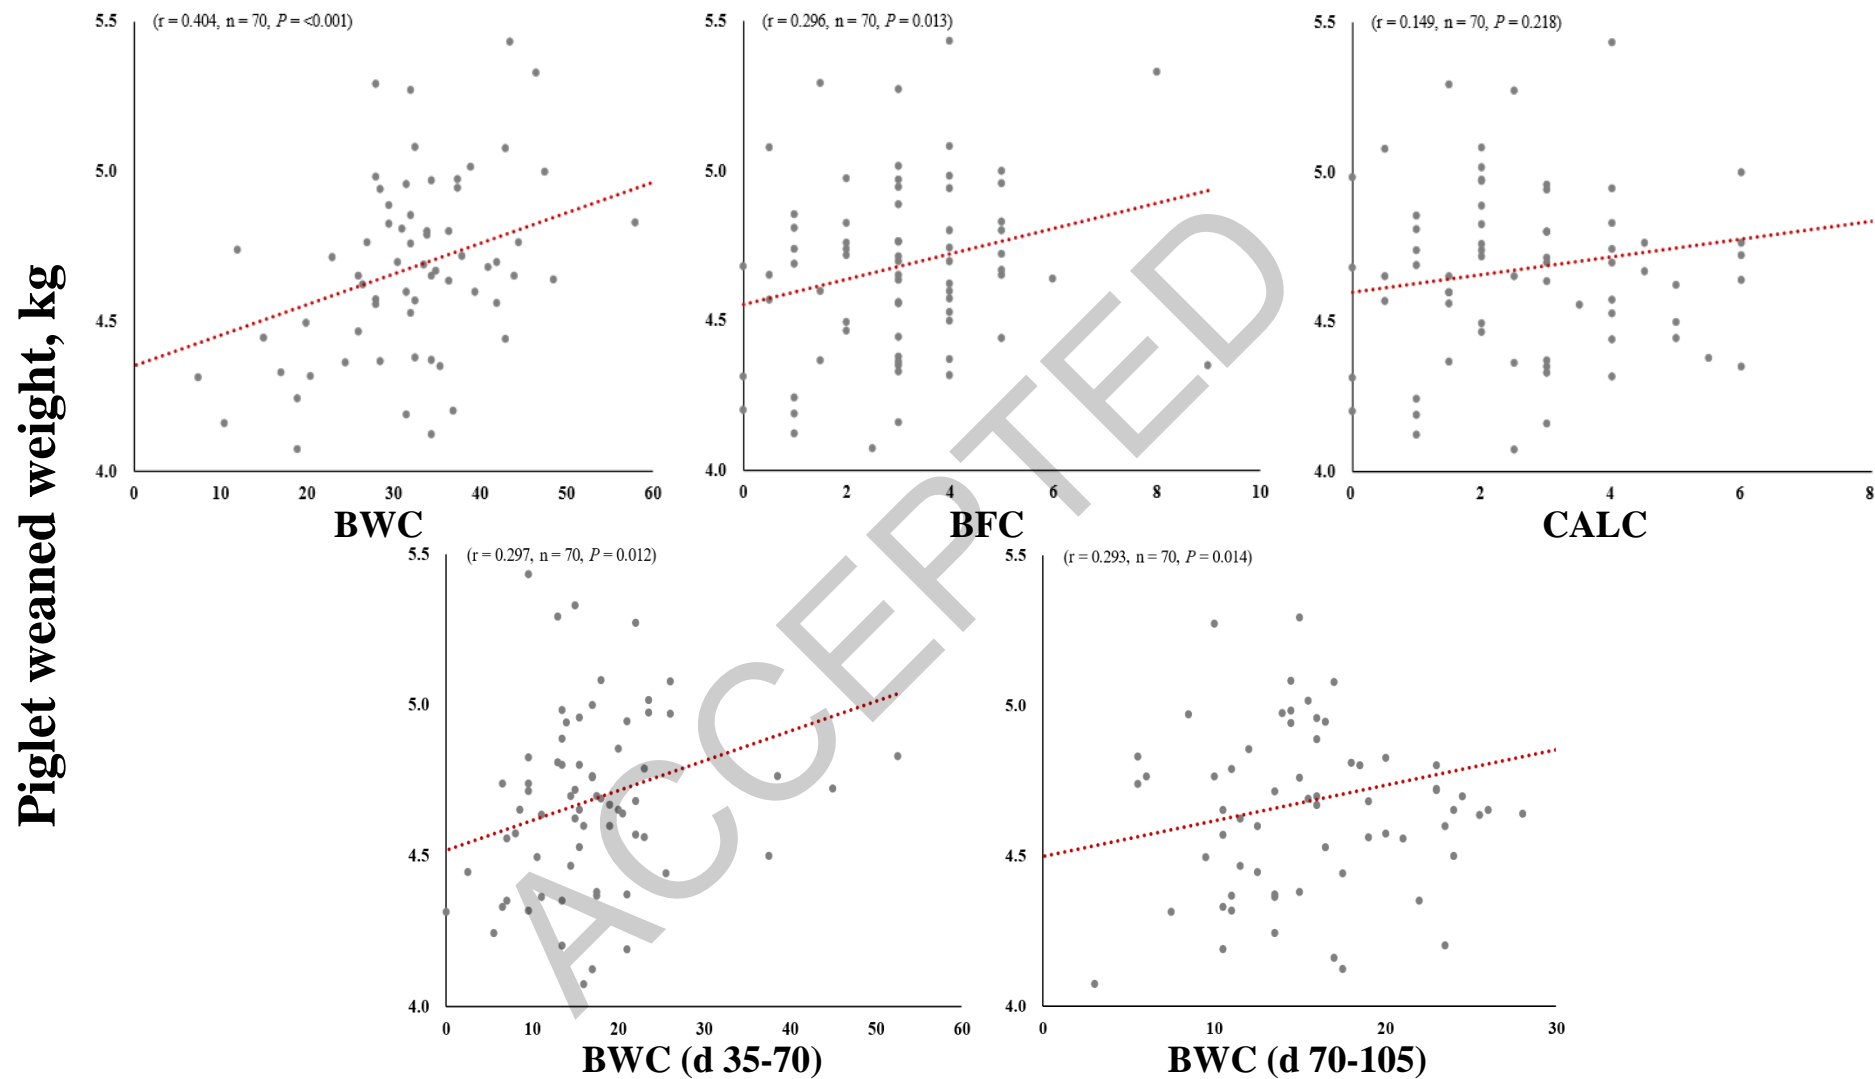 Piglet weaned weight, kg
(r = 0.404, n = 70, P = <0.001)
5.5
5.0
4.5
4.0
0 10 20 30 40 50 60
BWC
(r = 0.296, n = 70, P = 0.013)
5.5
5.0
4.5
4.0
0 2 4 6 8 10
BFC
(r = 0.149, n = 70, P = 0.218)
5.5
5.0
4.5
4.0
0 2 4 6 8
CALC
(r = 0.297, n = 70, P = 0.012)
5.5
5.0
4.5
4.0
0 10 20 30 40 50 60
BWC (d 35-70)
(r = 0.293, n = 70, P = 0.014)
5.5
5.0
4.5
4.0
0 10 20 30
BWC (d 70-105)
ACCEPTED